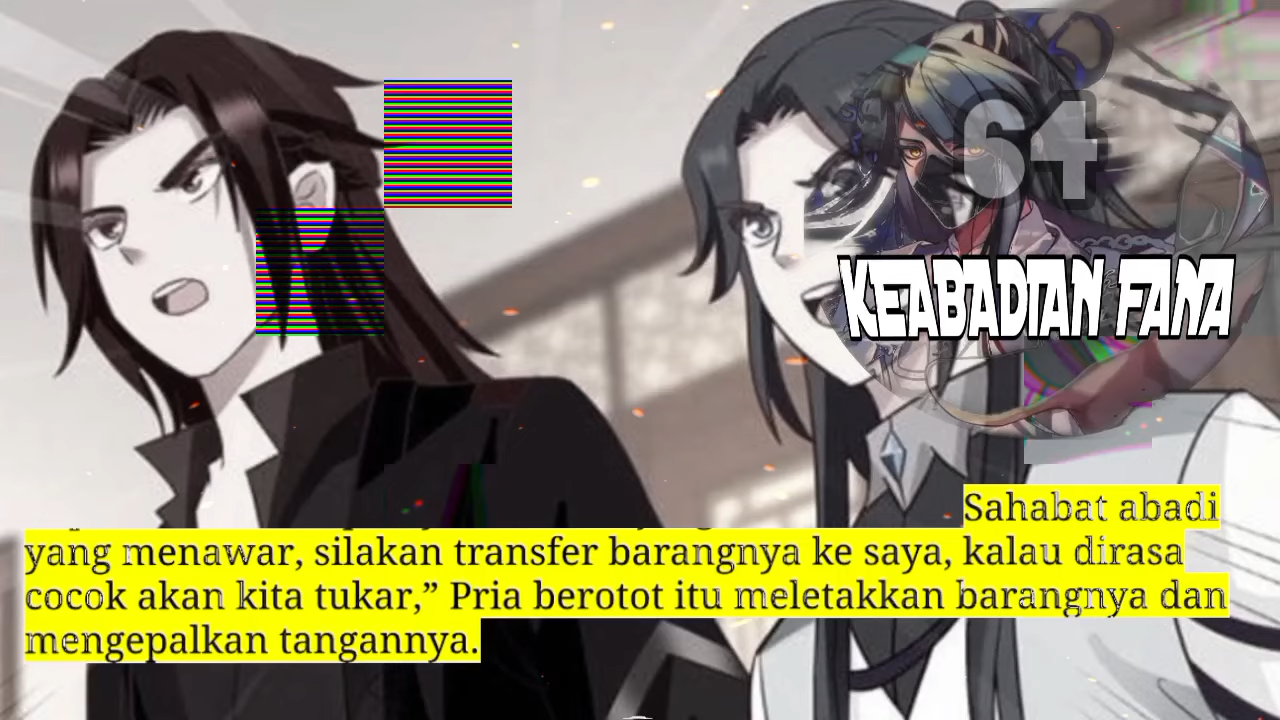 64
KEABADIAN FANA
Sahabat abadi
yang menawar, silakan transfer barangnya ke saya, kalau dirasa
cocok akan kita tukar,” Pria berotot itu meletakkan barangnya dan
mengepalkan tangannya.